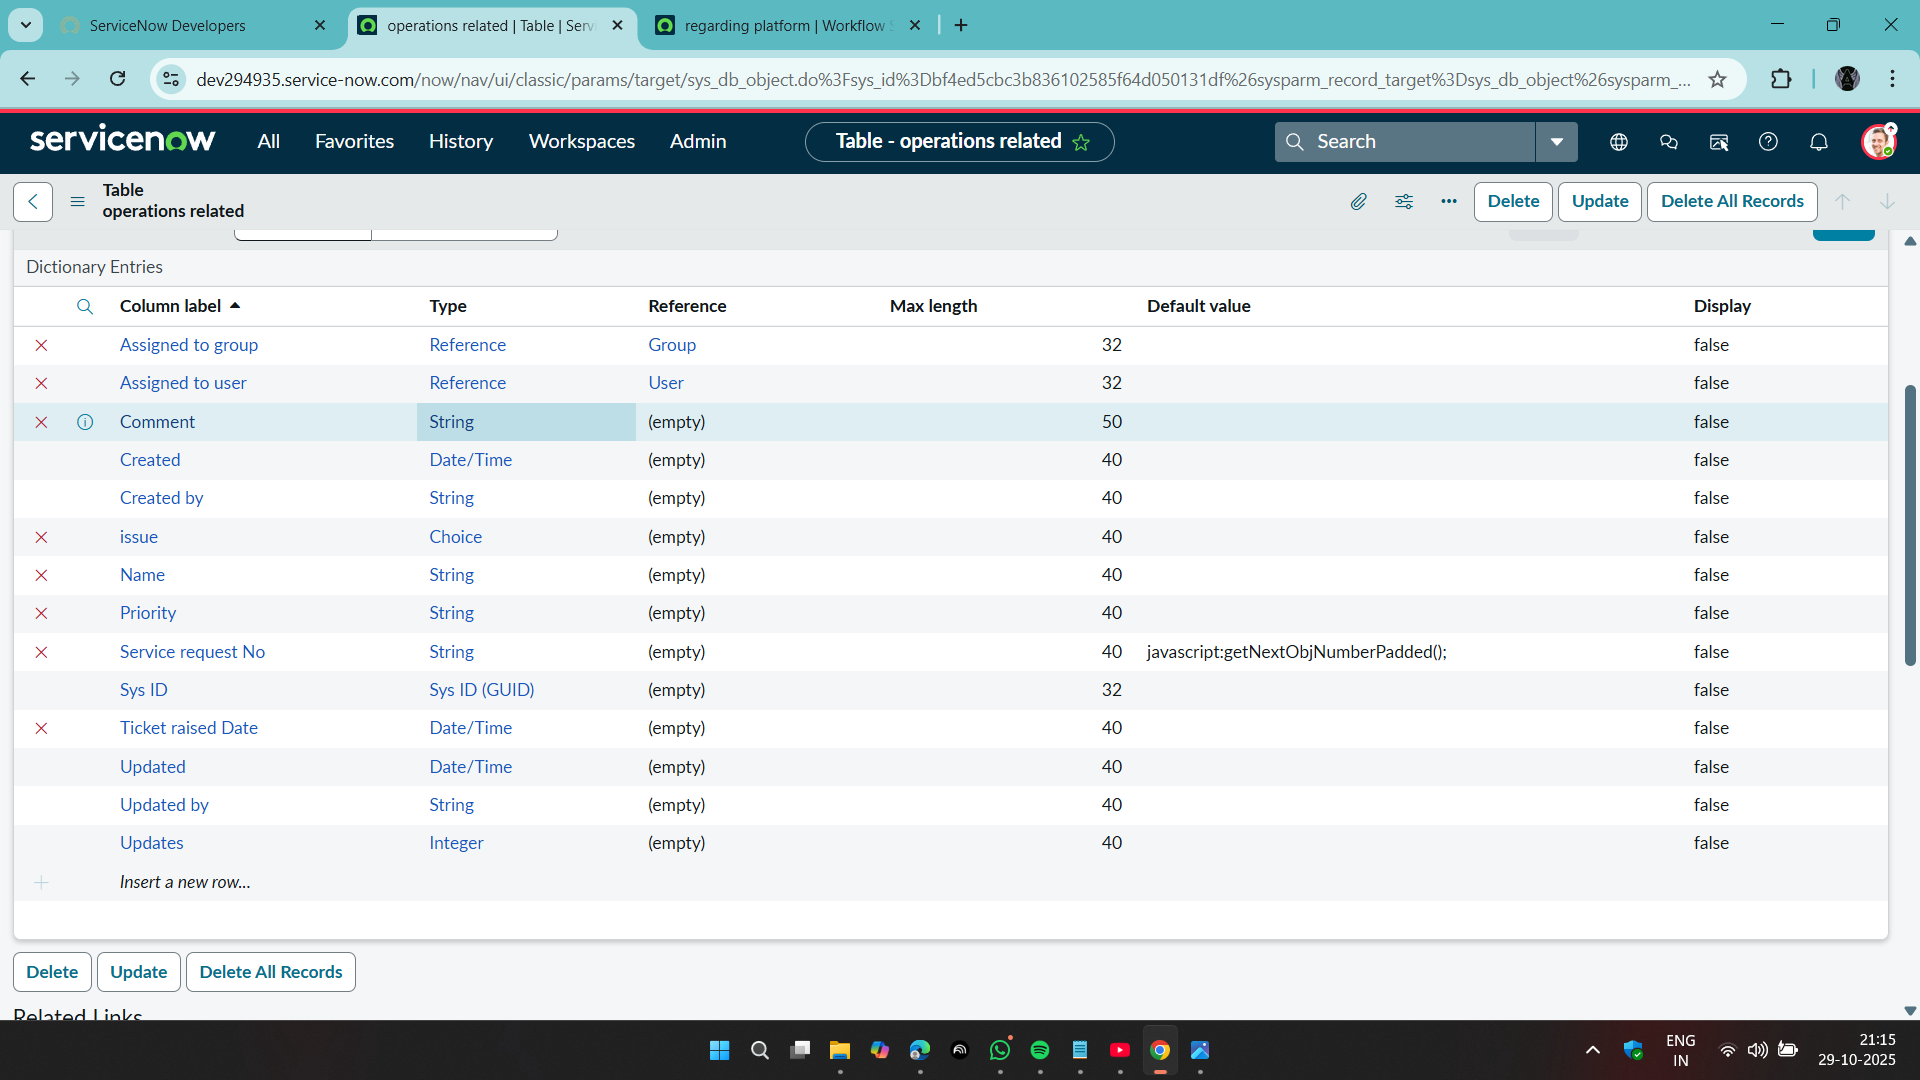 ServiceNow Developers
operations related | Table | Serv
regarding platform | Workflow S
dev294935.service-now.com/now/nav/ui/classic/params/target/sys_db_object.do%3Fsys_id%3Dbf4ed5cbc3b836102585f64d050131df%26sysparm_record_target%3Dsys_db_object%26sysparm_...
servicenow All Favorites History Workspaces Admin Table - operations related Search
Table
operations related
Delete Update Delete All Records
Dictionary Entries
Column label Type Reference Max length Default value Display
Assigned to group Reference Group 32 false
Assigned to user Reference User 32 false
Comment String (empty) 50 false
Created Date/Time (empty) 40 false
Created by String (empty) 40 false
issue Choice (empty) 40 false
Name String (empty) 40 false
Priority String (empty) 40 false
Service request No String (empty) 40 javascript:getNextObjNumberPadded(); false
Sys ID Sys ID (GUID) (empty) 32 false
Ticket raised Date Date/Time (empty) 40 false
Updated Date/Time (empty) 40 false
Updated by String (empty) 40 false
Updates Integer (empty) 40 false
Insert a new row...
Delete Update Delete All Records
Related Links
ENG
IN
21:15
29-10-2025